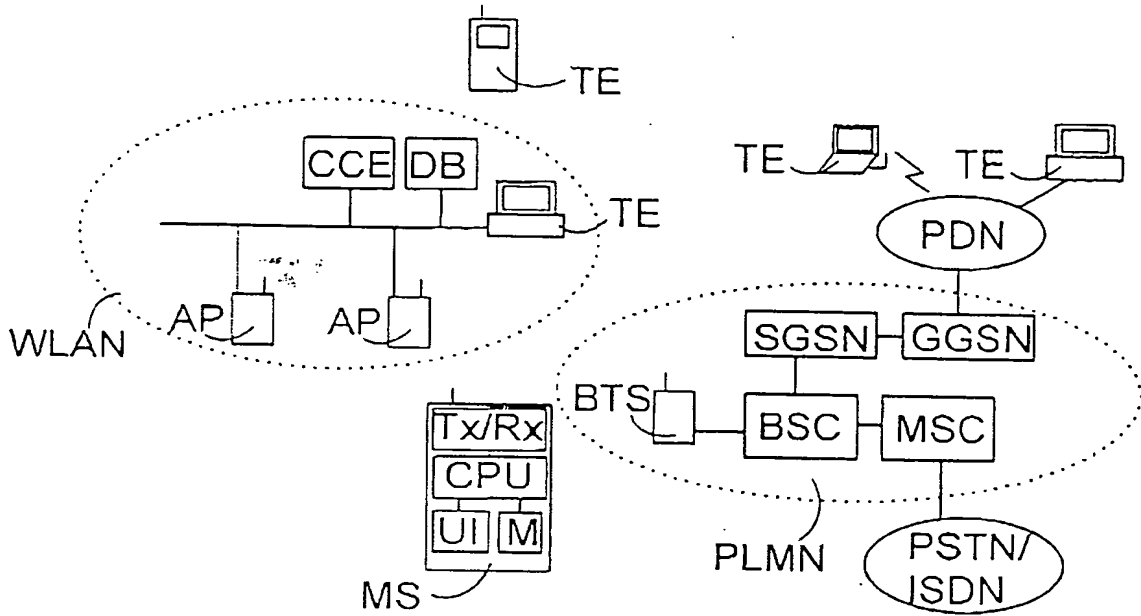 TE
CCE DB
TE TE
TE
PDN
AP AP
WLAN
SGSN GGSN
BTS
Tx/Rx
BSC MSC
CPU
UI M
PLMN
PSTN/
ISDN
MS